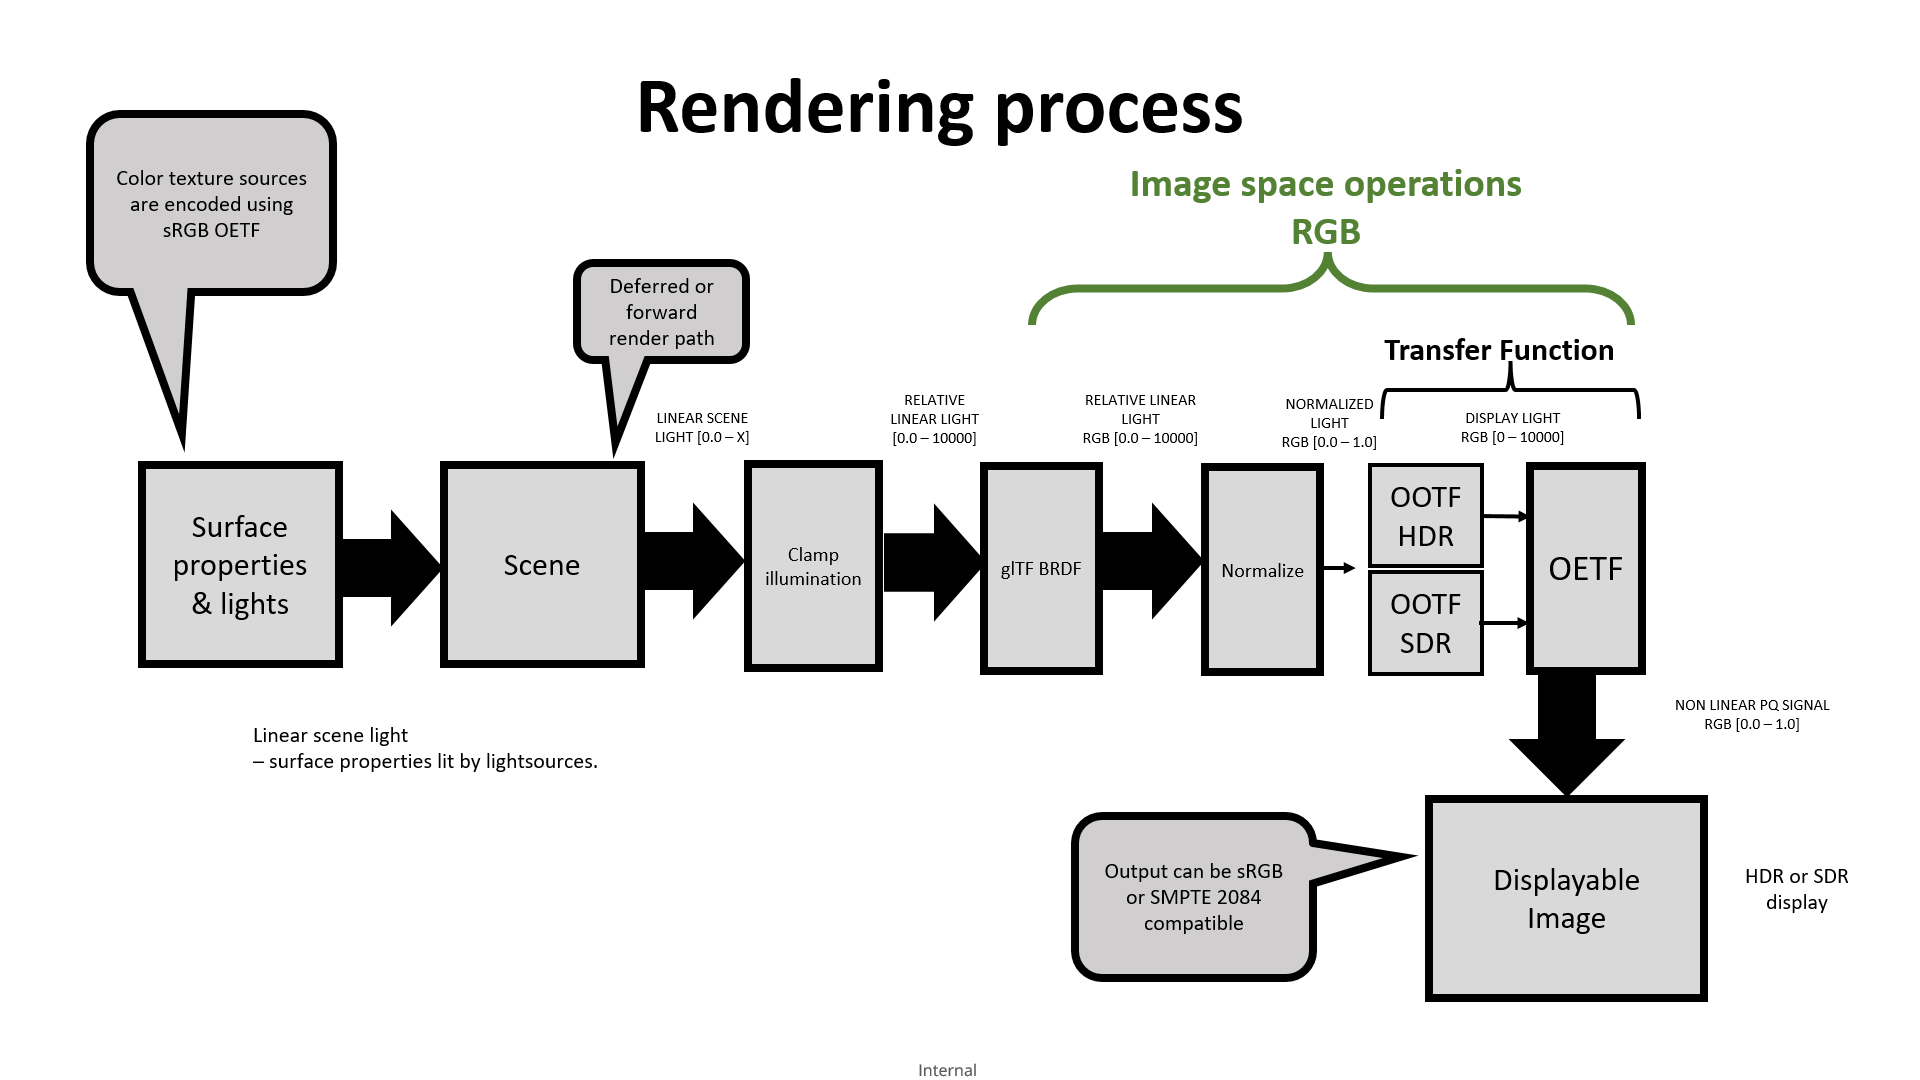 Rendering process
Color texture sources
are encoded using
sRGB OETF
Image space operations
RGB
Deferred or
forward
render path
Transfer Function
LINEAR SCENE
LIGHT [0.0 – X]
RELATIVE
LINEAR LIGHT
[0.0 – 10000]
RELATIVE LINEAR
LIGHT
RGB [0.0 – 10000]
NORMALIZED
LIGHT
RGB [0.0 – 1.0]
DISPLAY LIGHT
RGB [0 – 10000]
Surface
properties
& lights
Scene
Clamp
illumination
glTF BRDF
Normalize
OOTF
HDR
OOTF
SDR
OETF
NON LINEAR PQ SIGNAL
RGB [0.0 – 1.0]
Linear scene light
– surface properties lit by lightsources.
Output can be sRGB
or SMPTE 2084
compatible
Displayable
Image
HDR or SDR
display
Internal